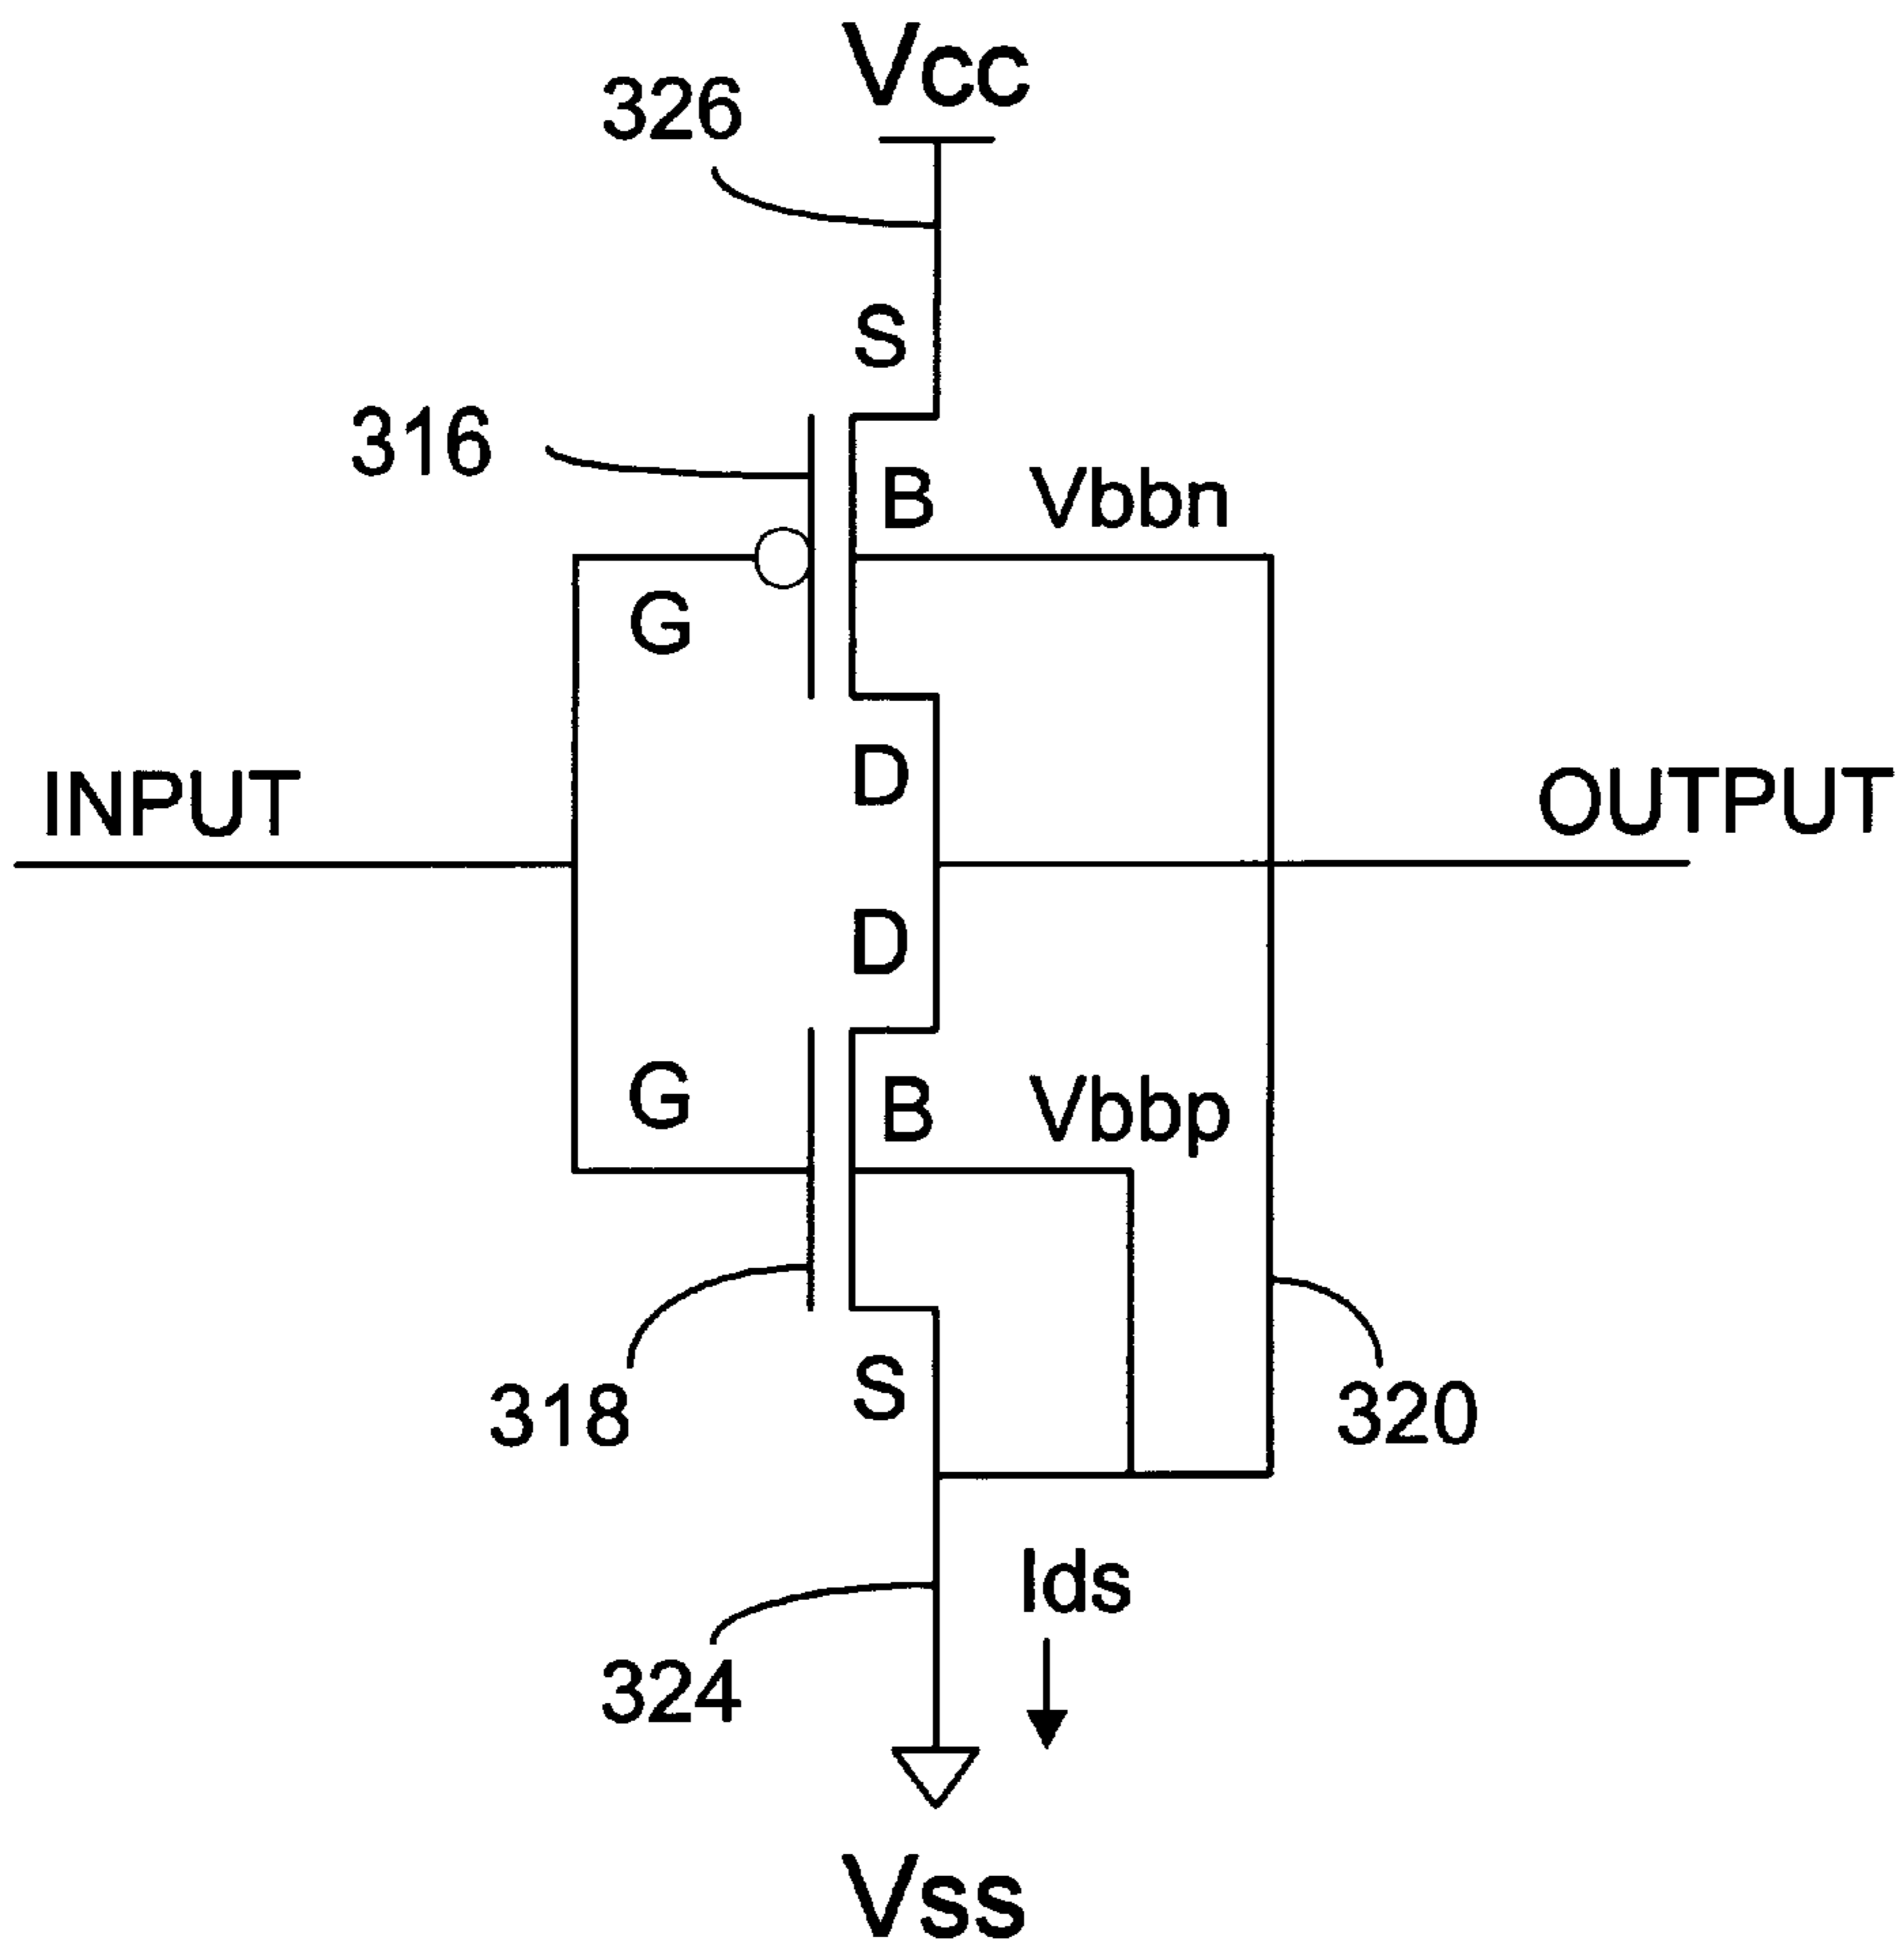 Vcc
326
S
316
B
Vbbn
G
INPUT
D
OUTPUT
D
G
B
Vbbp
318
S
320
Ids
324
Vss